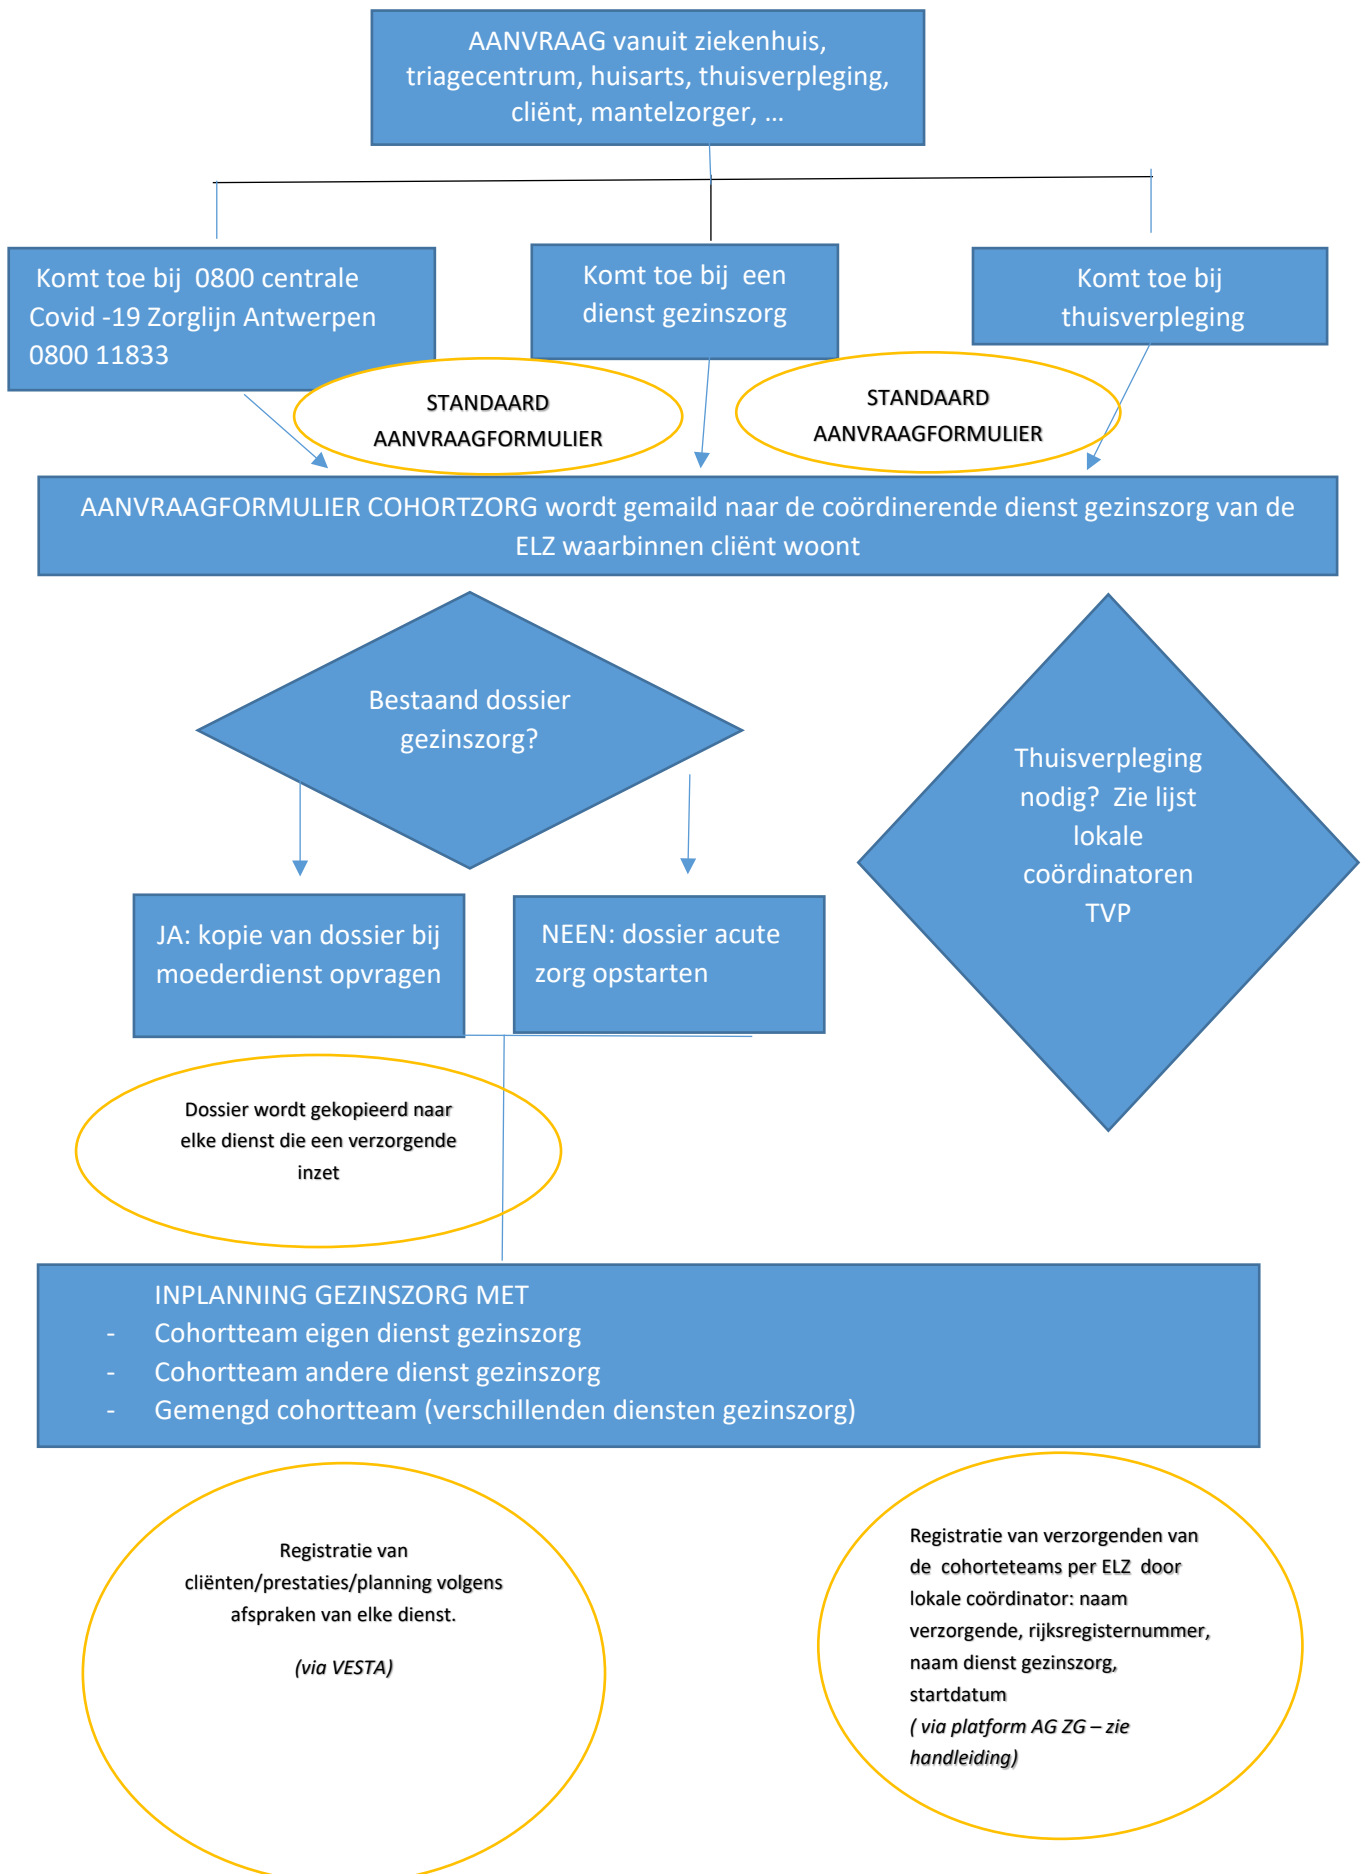 AANVRAAG vanuit ziekenhuis,
triagecentrum, huisarts, thuisverpleging,
cliënt, mantelzorger, …
Komt toe bij 0800 centrale
Covid -19 Zorglijn Antwerpen
0800 11833
Komt toe bij een
dienst gezinszorg
Komt toe bij
thuisverpleging
STANDAARD
AANVRAAGFORMULIER
STANDAARD
AANVRAAGFORMULIER
AANVRAAGFORMULIER COHORTZORG wordt gemaild naar de coördinerende dienst gezinszorg van de
ELZ waarbinnen cliënt woont
Bestaand dossier
gezinszorg?
Thuisverpleging
nodig? Zie lijst
lokale
coördinatoren
TVP
JA: kopie van dossier bij
moederdienst opvragen
NEEN: dossier acute
zorg opstarten
Dossier wordt gekopieerd naar
elke dienst die een verzorgende
inzet
INPLANNING GEZINSZORG MET
- Cohortteam eigen dienst gezinszorg
- Cohortteam andere dienst gezinszorg
- Gemengd cohortteam (verschillenden diensten gezinszorg)
Registratie van
cliënten/prestaties/planning volgens
afspraken van elke dienst.
(via VESTA)
Registratie van verzorgenden van
de cohorteteams per ELZ door
lokale coördinator: naam
verzorgende, rijksregisternummer,
naam dienst gezinszorg,
startdatum
( via platform AG ZG – zie
handleiding)